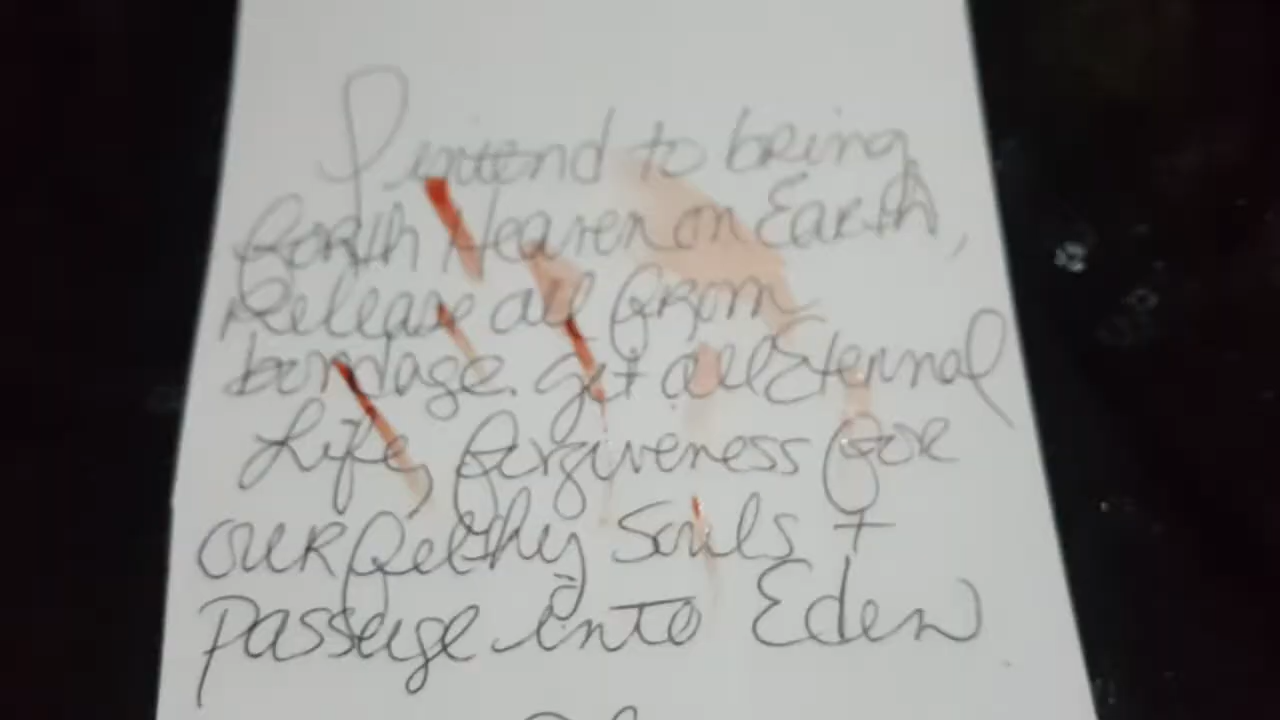 I intend to bring
forth Heaven on Earth,
Release all from
bondage. get all Eternal
Life, forgiveness for
our filthy Souls +
passage into Eden